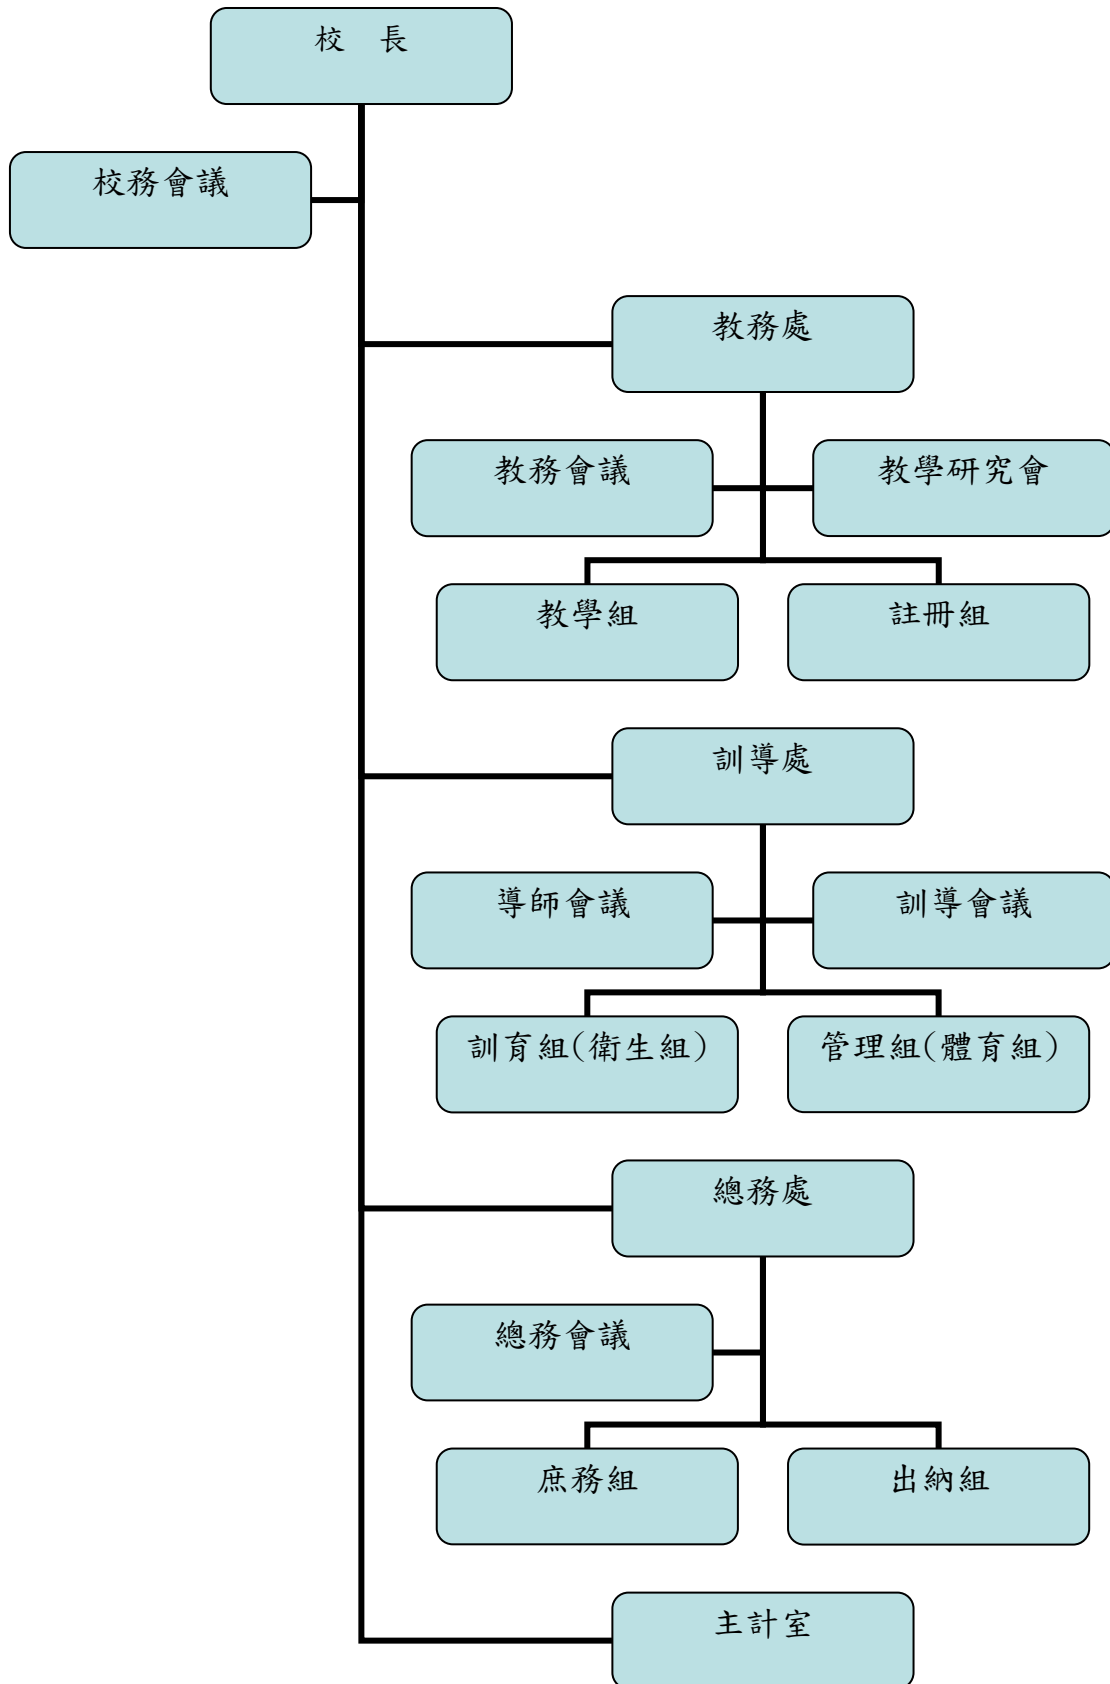 校　長
校務會議
教務處
教務會議
教學研究會
教學組
註冊組
訓導處
導師會議
訓導會議
訓育組(衛生組)
管理組(體育組)
總務處
總務會議
庶務組
出納組
主計室